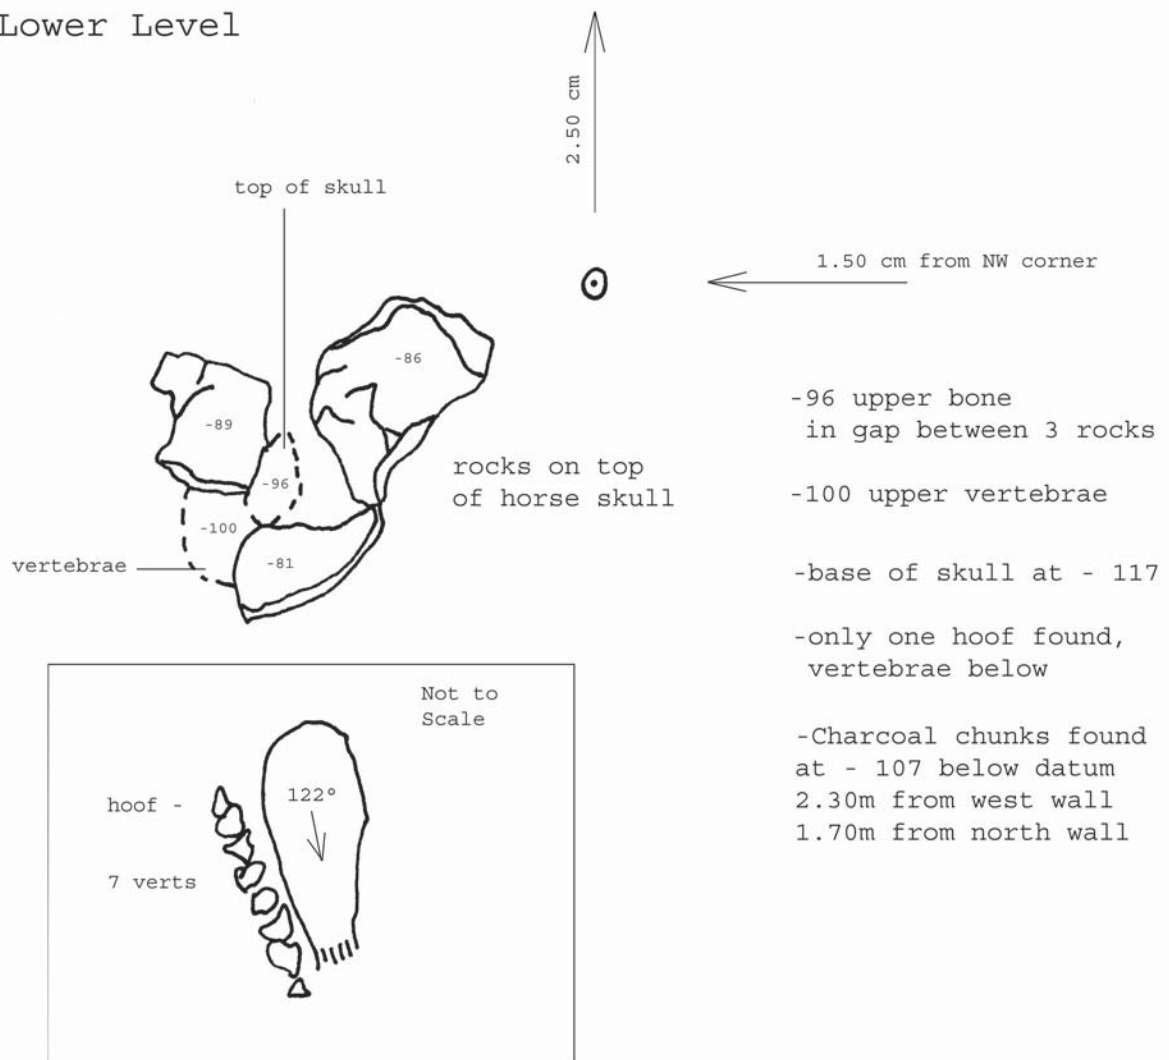 Lower Level
2.50 cm
top of skull
1.50 cm from NW corner
-86
-89
-96
-100
-81
vertebrae
rocks on top
of horse skull
-96 upper bone
in gap between 3 rocks
-100 upper vertebrae
-base of skull at - 117
-only one hoof found,
vertebrae below
-Charcoal chunks found
at - 107 below datum
2.30m from west wall
1.70m from north wall
Not to
Scale
hoof -
122°
7 verts